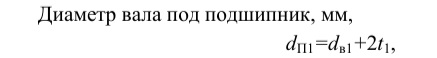 Диаметр вала под подшипник, мм,
dП1=dв1+2t1,